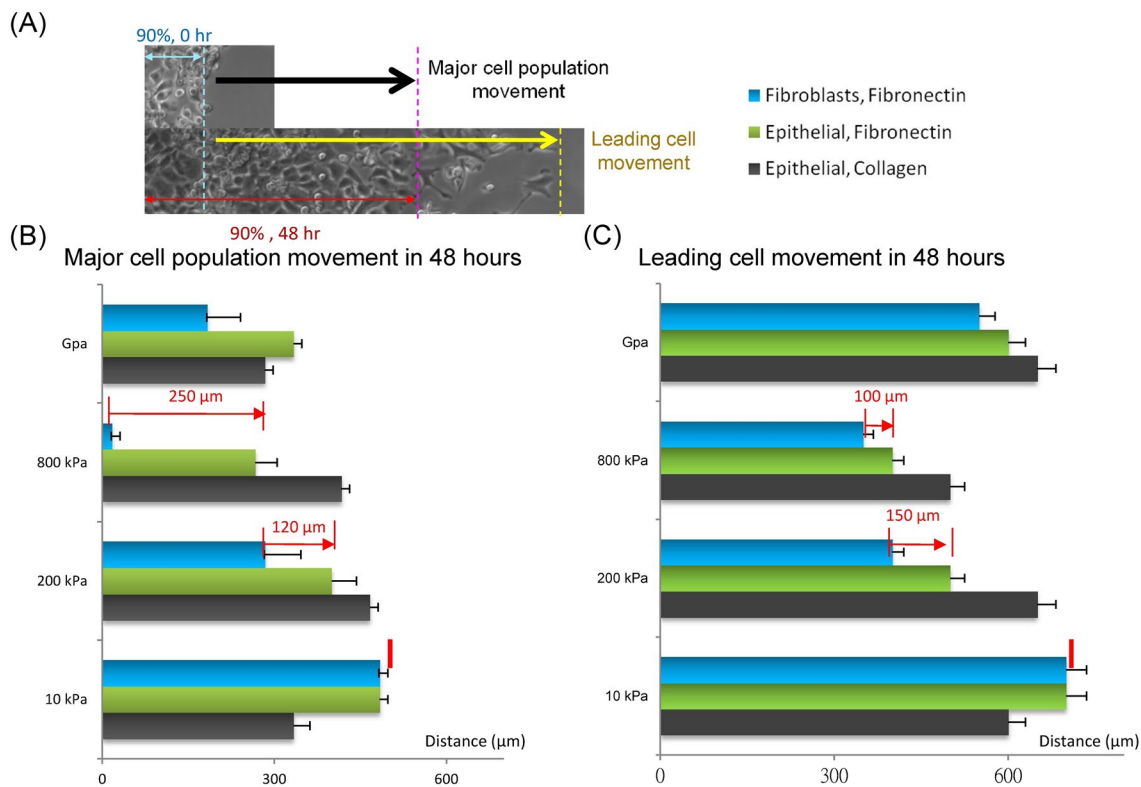 (A)
90%, 0 hr
Major cell population
movement
Leading cell
movement
90% , 48 hr
Fibroblasts, Fibronectin
Epithelial, Fibronectin
Epithelial, Collagen
(B)
Major cell population movement in 48 hours
Gpa
250 µm
800 kPa
120 µm
200 kPa
10 kPa
Distance (µm)
0
300
600
(C)
Leading cell movement in 48 hours
Gpa
100 µm
800 kPa
150 µm
200 kPa
10 kPa
Distance (µm)
0
300
600